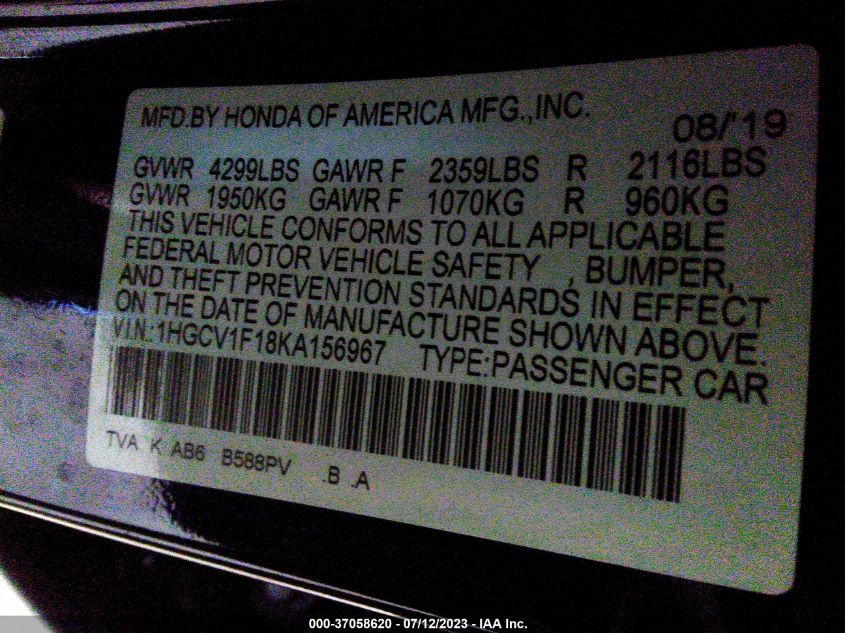 MFD.BY HONDA OF AMERICA MFG.,INC.
08/'19
GVWR 4299LBS GAWR F 2359LBS R 2116LBS
GVWR 1950KG GAWR F 1070KG R 960KG
THIS VEHICLE CONFORMS TO ALL APPLICABLE
FEDERAL MOTOR VEHICLE SAFETY , BUMPER,
AND THEFT PREVENTION STANDARDS IN EFFECT
ON THE DATE OF MANUFACTURE SHOWN ABOVE.
VIN:1HGCV1F18KA156967 TYPE:PASSENGER CAR
TVA K AB6 B588PV .B .A
000-37058620 - 07/12/2023 - IAA Inc.